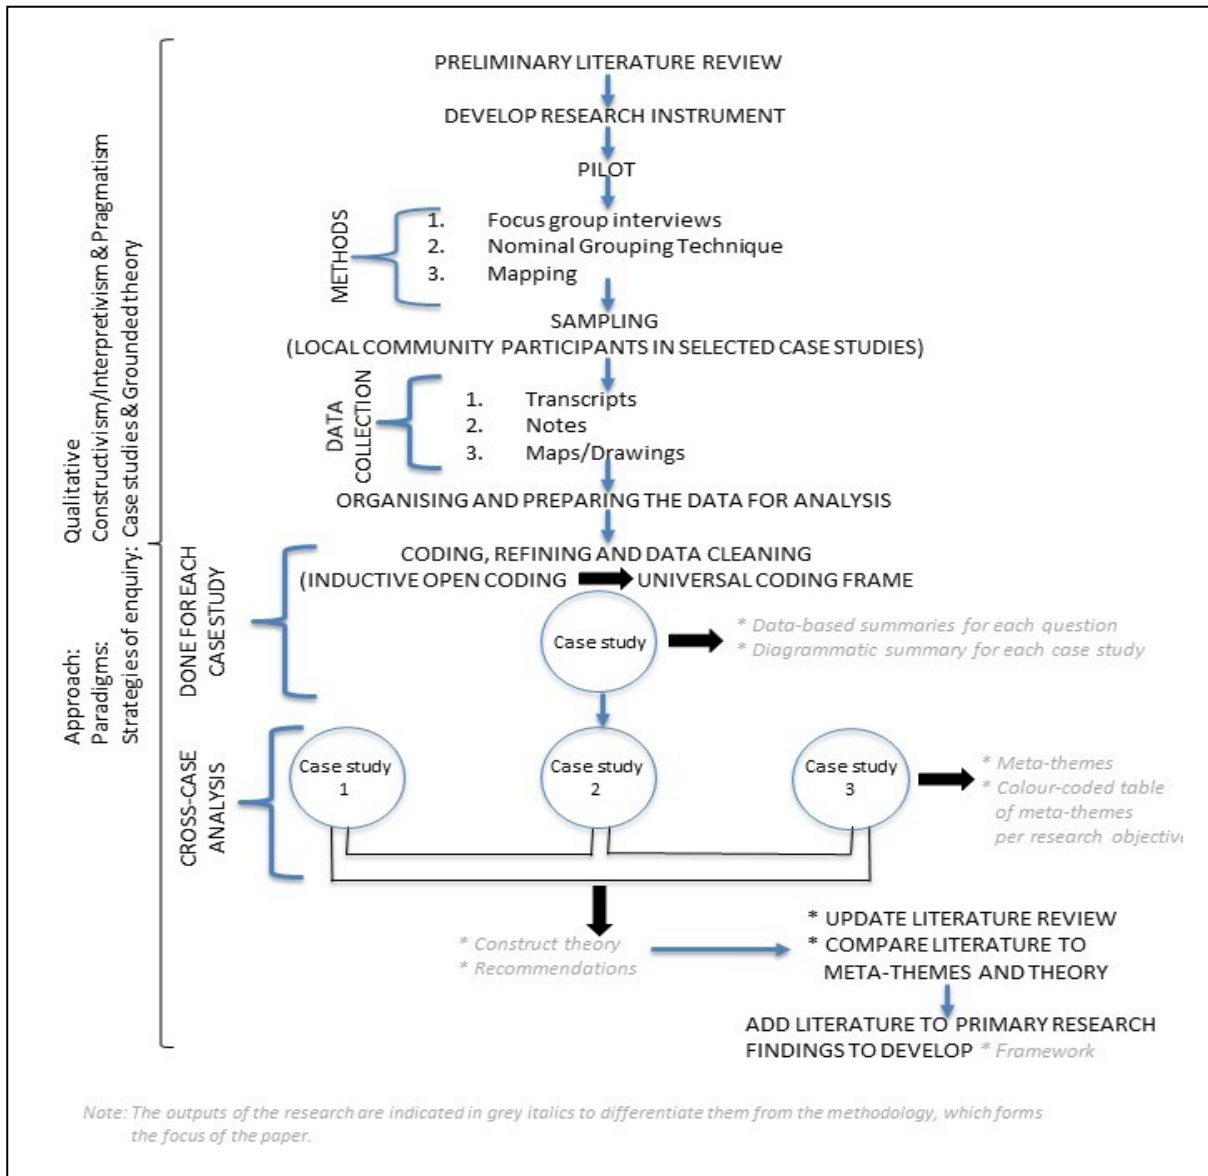 PRELIMINARY LITERATURE REVIEW
DEVELOP RESEARCH INSTRUMENT
PILOT
METHODS
1. Focus group interviews
2. Nominal Grouping Technique
3. Mapping
SAMPLING
(LOCAL COMMUNITY PARTICIPANTS IN SELECTED CASE STUDIES)
DATA
COLLECTION
1. Transcripts
2. Notes
3. Maps/Drawings
ORGANISING AND PREPARING THE DATA FOR ANALYSIS
Approach: Qualitative
Paradigms: Constructivism/Interpretivism & Pragmatism
Strategies of enquiry: Case studies & Grounded theory
DONE FOR EACH
CASE STUDY
CODING, REFINING AND DATA CLEANING
(INDUCTIVE OPEN CODING UNIVERSAL CODING FRAME
Case study
* Data-based summaries for each question
* Diagrammatic summary for each case study
CROSS-CASE
ANALYSIS
Case study
1
Case study
2
Case study
3
* Meta-themes
* Colour-coded table
of meta-themes
per research objective
* Construct theory
* Recommendations
* UPDATE LITERATURE REVIEW
* COMPARE LITERATURE TO
META-THEMES AND THEORY
ADD LITERATURE TO PRIMARY RESEARCH
FINDINGS TO DEVELOP * Framework
Note: The outputs of the research are indicated in grey italics to differentiate them from the methodology, which forms
the focus of the paper.